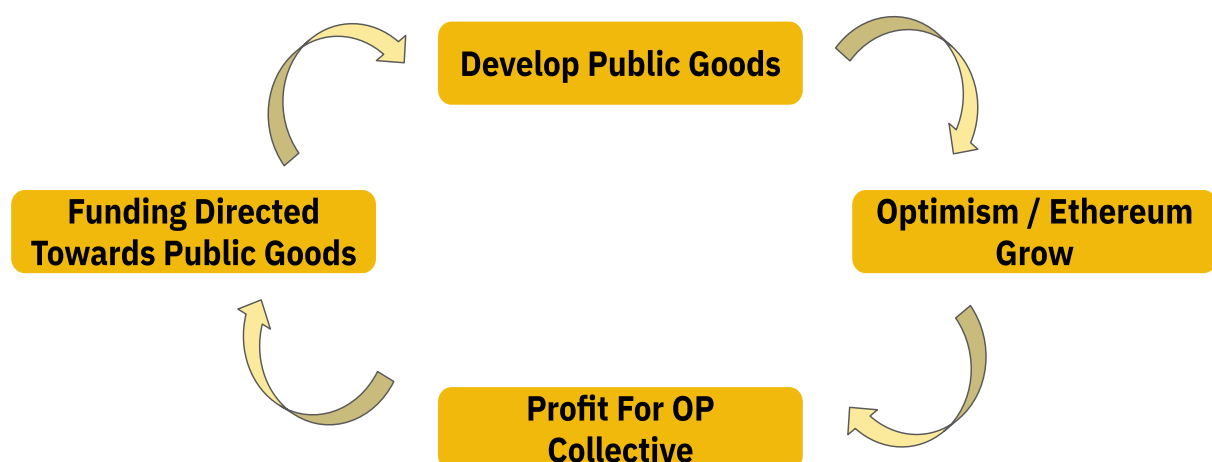 Develop Public Goods
Funding Directed
Towards Public Goods
Optimism / Ethereum
Grow
Profit For OP
Collective